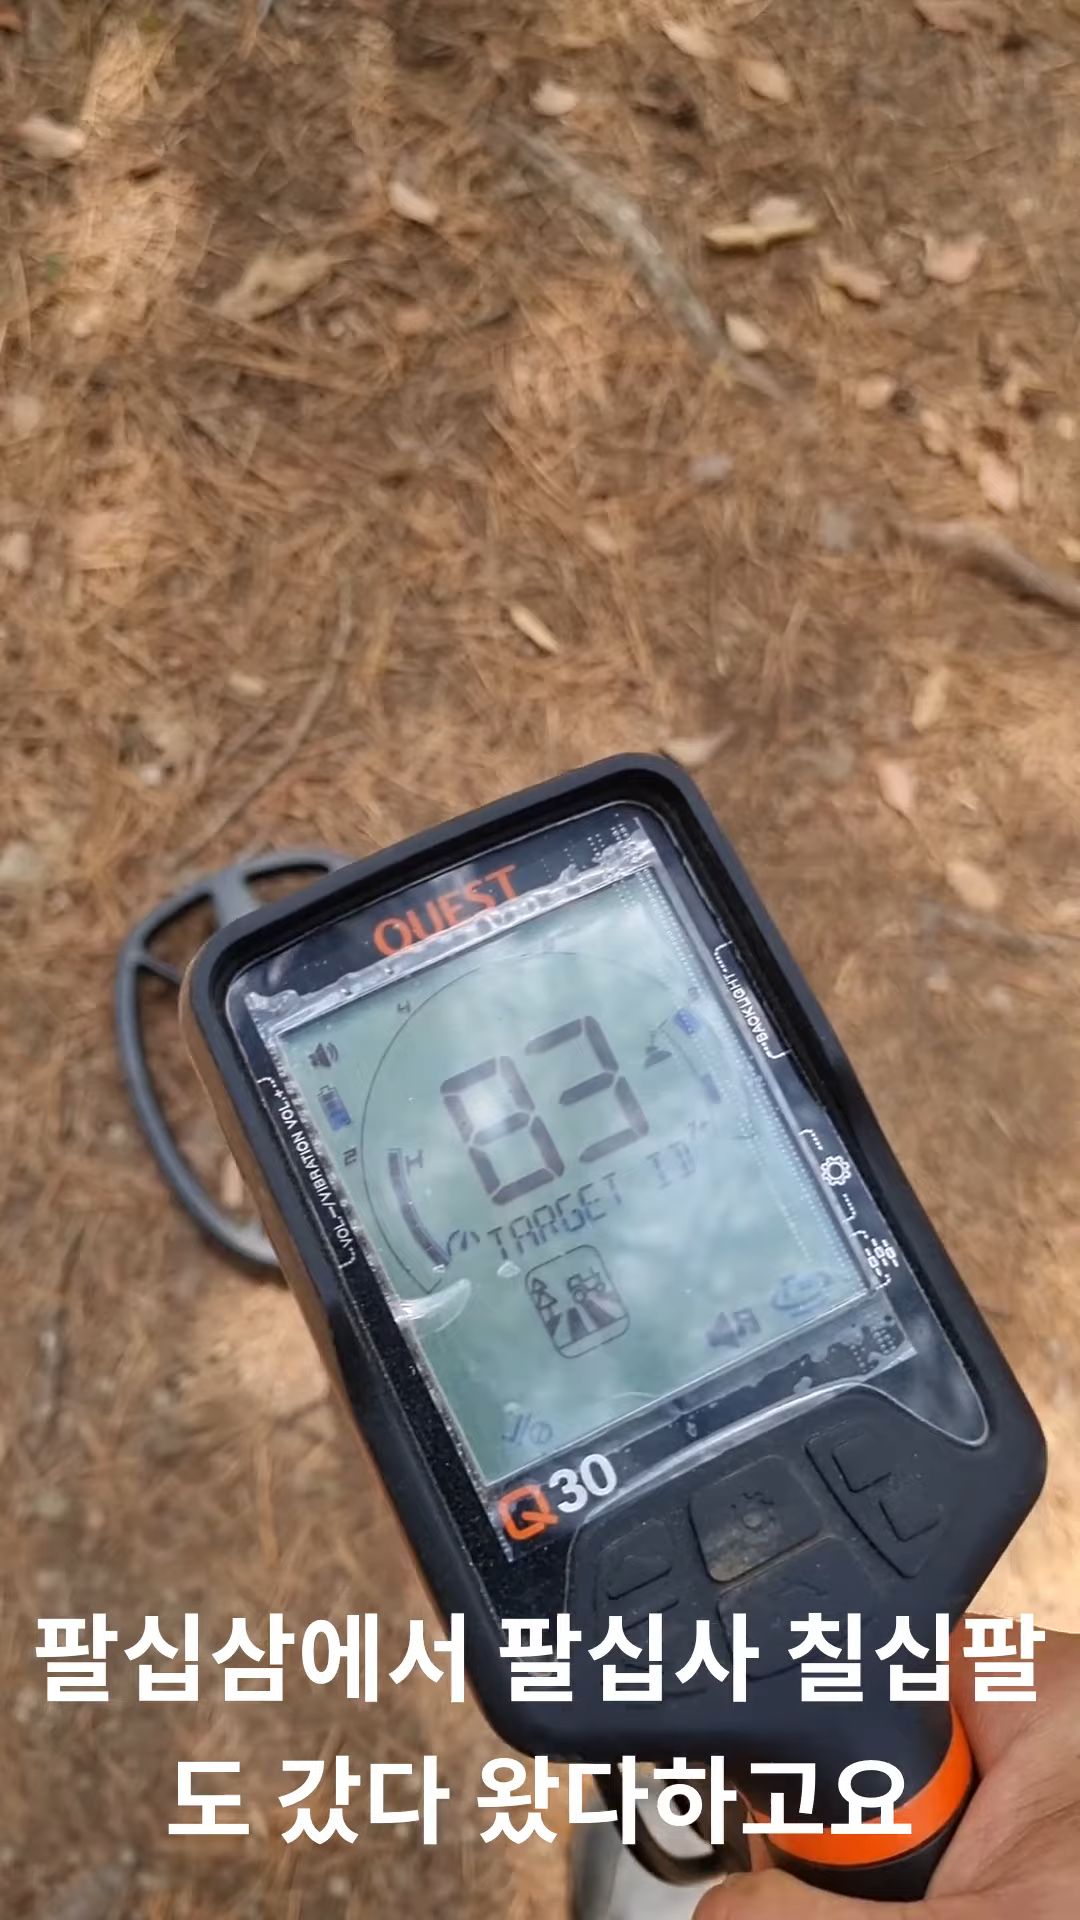 QUEST
BACKLIGHT
VOL.-/VIBRATION VOL.+
H
83
TARGET ID
Q30
팔십삼에서 팔십사 칠십팔
도 갔다 왔다하고요